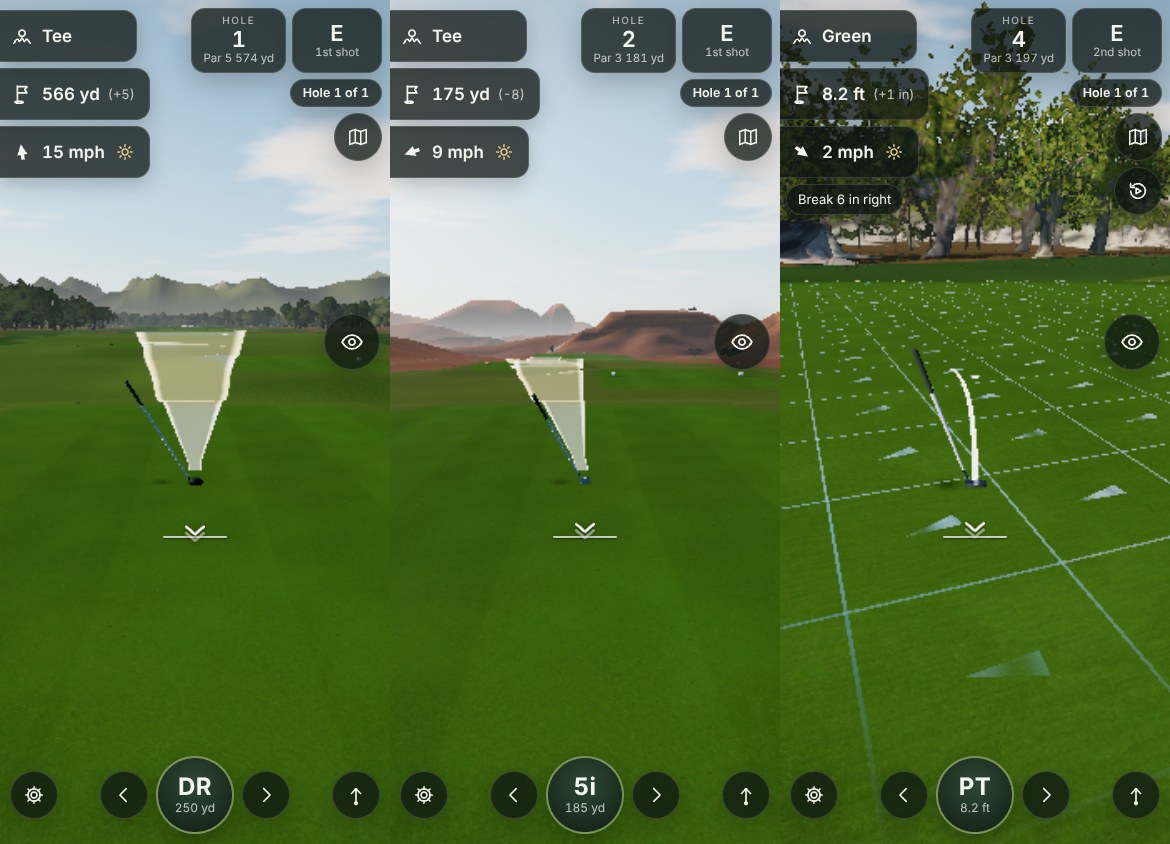 Tee
HOLE
1
Par 5 574 yd
E
1st shot
566 yd (+5)
Hole 1 of 1
15 mph
DR
250 yd
Tee
HOLE
2
Par 3 181 yd
E
1st shot
175 yd (-8)
Hole 1 of 1
9 mph
5i
185 yd
Green
HOLE
4
Par 3 197 yd
E
2nd shot
8.2 ft (+1 in)
Hole 1 of 1
2 mph
Break 6 in right
PT
8.2 ft